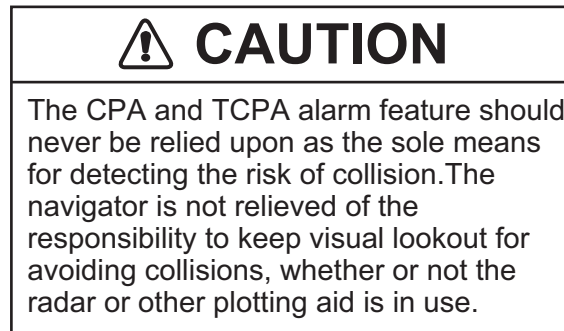 CAUTION
The CPA and TCPA alarm feature should
never be relied upon as the sole means
for detecting the risk of collision.The
navigator is not relieved of the
responsibility to keep visual lookout for
avoiding collisions, whether or not the
radar or other plotting aid is in use.